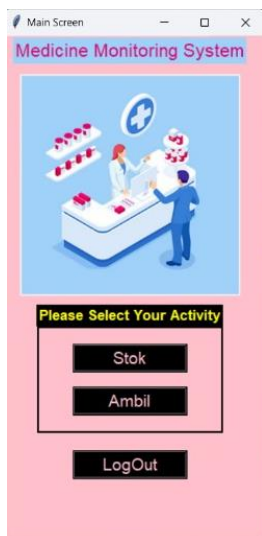 Main Screen
Medicine Monitoring System
Please Select Your Activity
Stok
Ambil
LogOut